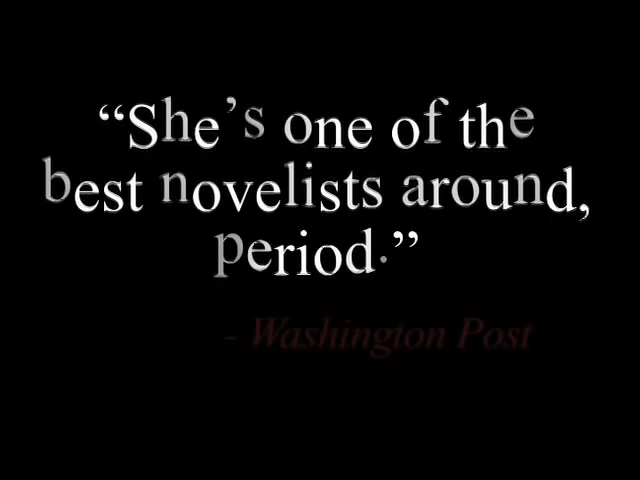 “She’s one of the
best novelists around,
period.”
- Washington Post